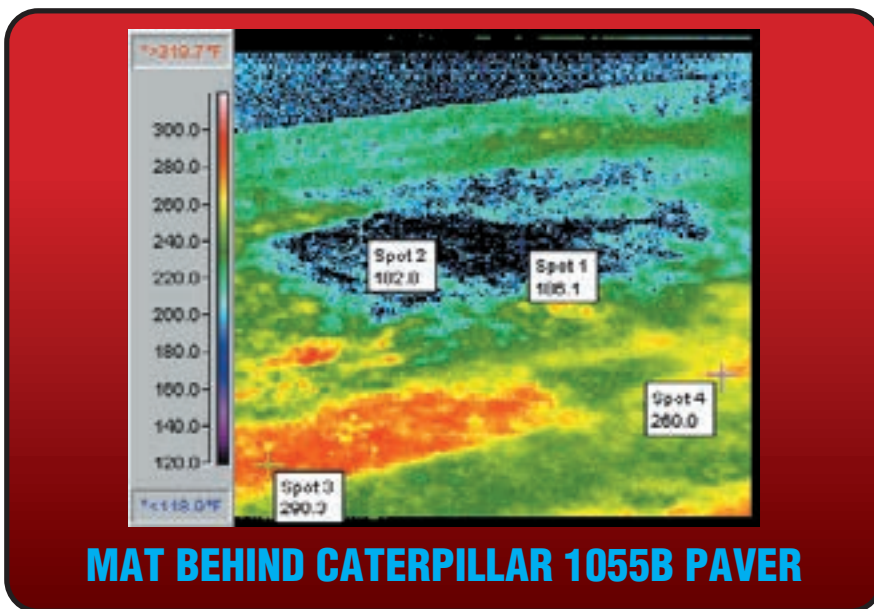 *>319.7°F
300.0
280.0
260.0
240.0
220.0
200.0
180.0
160.0
140.0
120.0
*<118.0°F
Spot 2
182.8
Spot 1
186.1
Spot 4
260.0
Spot 3
290.3
MAT BEHIND CATERPILLAR 1055B PAVER